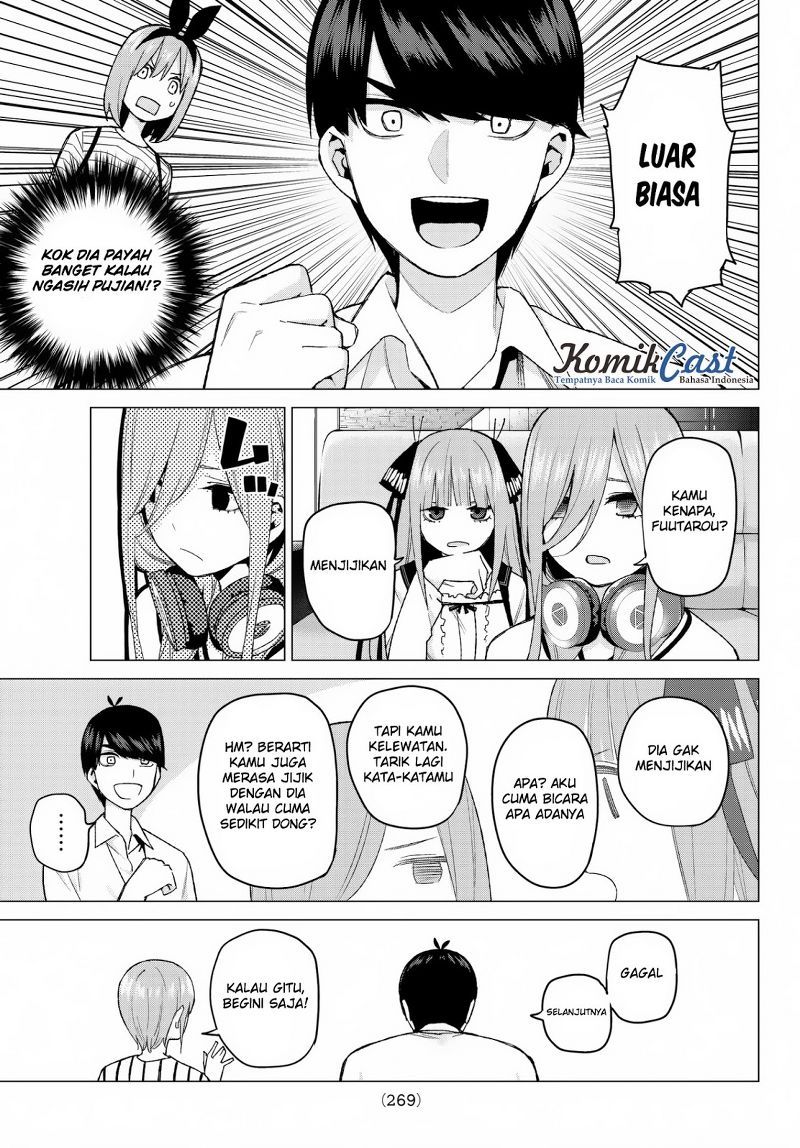 LUAR
BIASA
KOK DIA PAYAH
BANGET KALAU
NGASIH PUJIAN!?
KomikCast
Tempatnya Baca Komik Bahasa Indonesia
KAMU
KENAPA,
FUUTAROU?
MENJIJIKAN
ムッ...
DIA GAK
MENJIJIKAN
APA? AKU
CUMA BICARA
APA ADANYA
TAPI KAMU
KELEWATAN.
TARIK LAGI
KATA-KATAMU
HM? BERARTI
KAMU JUGA
MERASA JIJIK
DENGAN DIA
WALAU CUMA
SEDIKIT DONG?
......
GAGAL
SELANJUTNYA
KALAU GITU,
BEGINI SAJA!
(269)